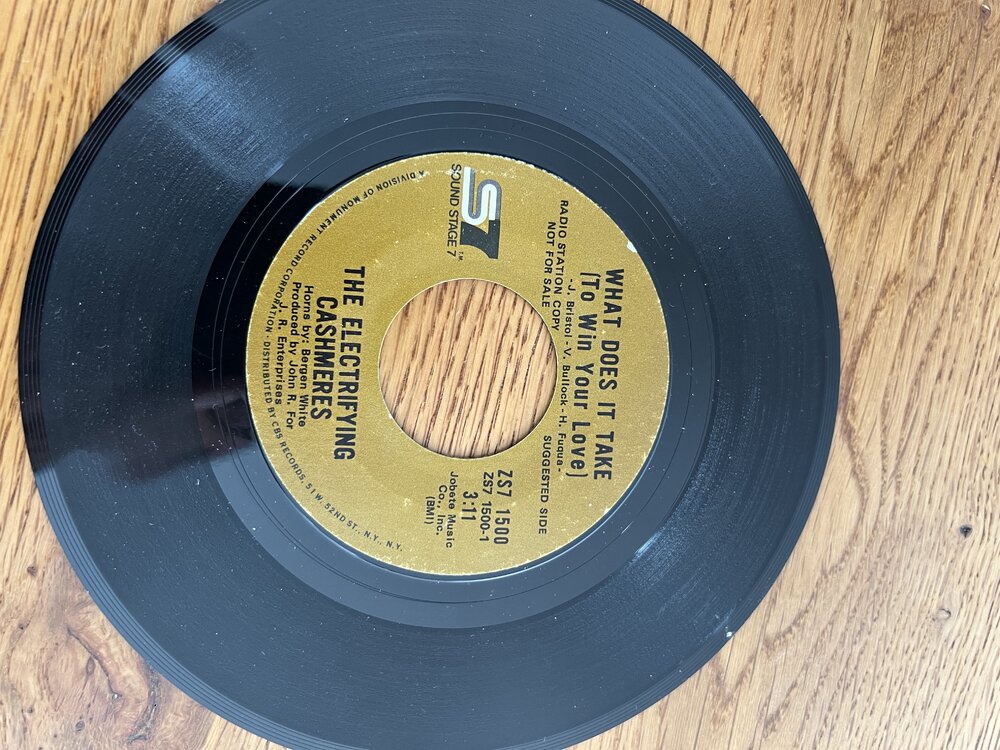 WHAT DOES IT TAKE
(To Win Your Love)
-J. Bristol - V. Bullock - H. Fuqua-
RADIO STATION COPY
NOT FOR SALE
SUGGESTED SIDE
S7
SOUND STAGE 7™
ZS7 1500
ZS7 1500-1
3:11
Jobete Music
Co., Inc.
(BMI)
THE ELECTRIFYING
CASHMERES
Horns by: Bergen White
Produced by John R. For
J. R. Enterprises
A DIVISION OF MONUMENT RECORD CORPORATION · DISTRIBUTED BY CBS RECORDS, 51 W. 52ND ST., N.Y., N.Y.